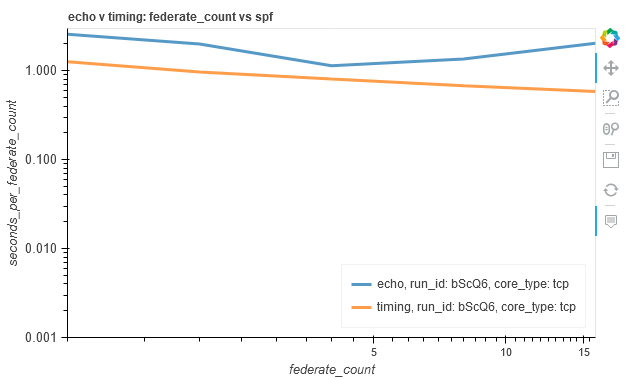 echo v timing: federate_count vs spf
seconds_per_federate_count
1.000
0.100
0.010
0.001
echo, run_id: bScQ6, core_type: tcp
timing, run_id: bScQ6, core_type: tcp
5
10
15
federate_count